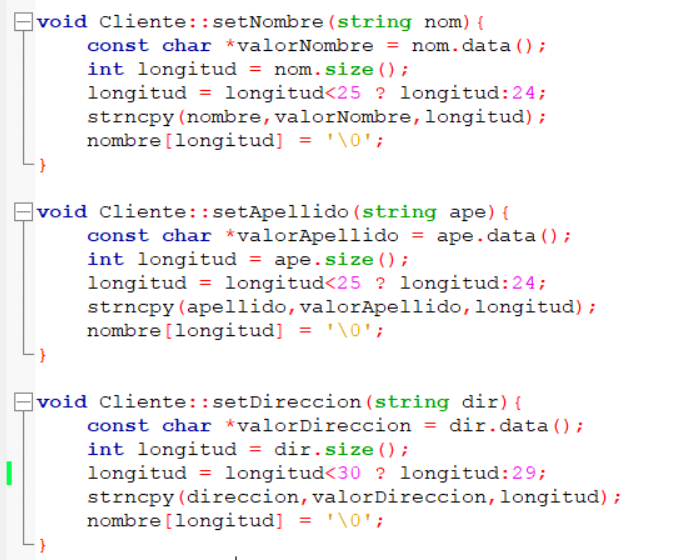 void Cliente::setNombre(string nom){
const char *valorNombre = nom.data();
int longitud = nom.size();
longitud = longitud<25 ? longitud:24;
strncpy(nombre,valorNombre,longitud);
nombre[longitud] = '\0';
}
void Cliente::setApellido(string ape){
const char *valorApellido = ape.data();
int longitud = ape.size();
longitud = longitud<25 ? longitud:24;
strncpy(apellido,valorApellido,longitud);
nombre[longitud] = '\0';
}
void Cliente::setDireccion(string dir){
const char *valorDireccion = dir.data();
int longitud = dir.size();
longitud = longitud<30 ? longitud:29;
strncpy(direccion,valorDireccion,longitud);
nombre[longitud] = '\0';
}